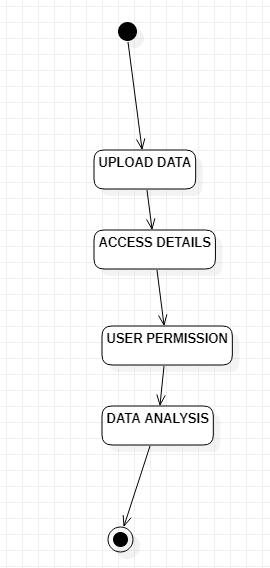 UPLOAD DATA
ACCESS DETAILS
USER PERMISSION
DATA ANALYSIS